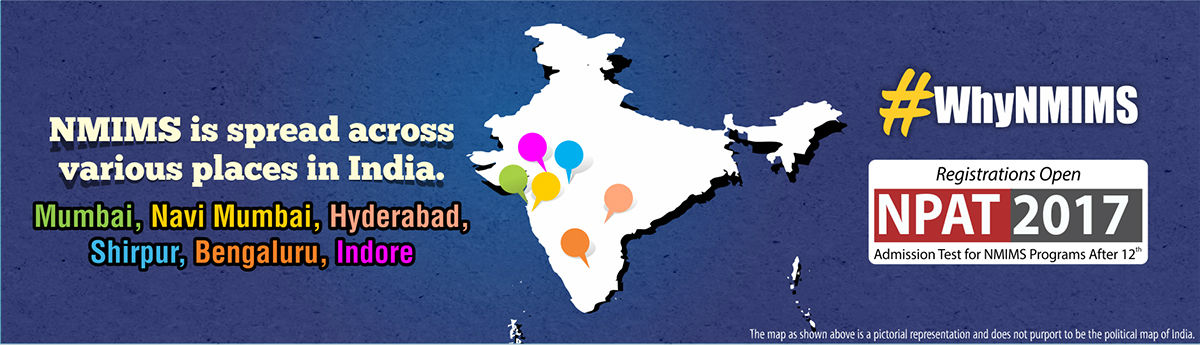 NMIMS is spread across
various places in India.
Mumbai, Navi Mumbai, Hyderabad,
Shirpur, Bengaluru, Indore
#WhyNMIMS
Registrations Open
NPAT 2017
Admission Test for NMIMS Programs After 12th
The map as shown above is a pictorial representation and does not purport to be the political map of India.